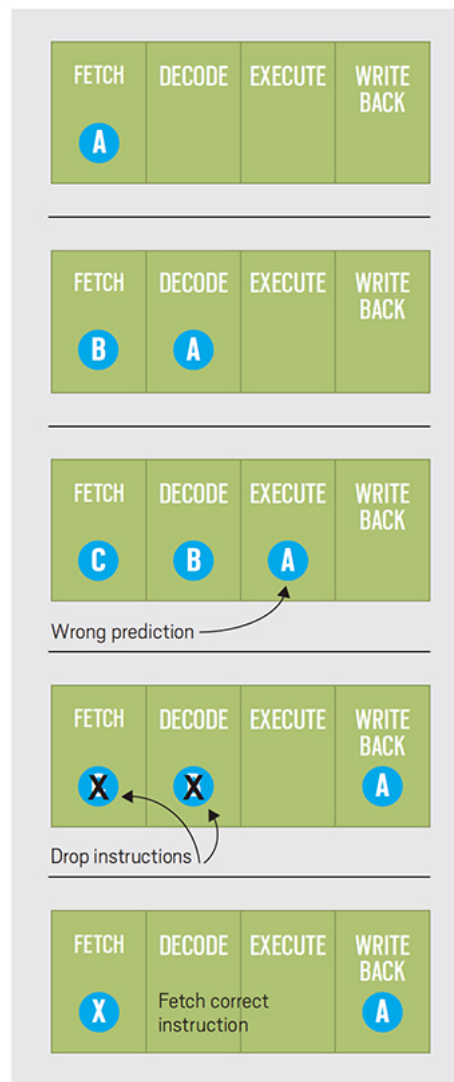 FETCH DECODE EXECUTE WRITE
BACK
A
FETCH DECODE EXECUTE WRITE
BACK
B A
FETCH DECODE EXECUTE WRITE
BACK
C B A
Wrong prediction
FETCH DECODE EXECUTE WRITE
BACK
X X A
Drop instructions
FETCH DECODE EXECUTE WRITE
BACK
X Fetch correct A
instruction